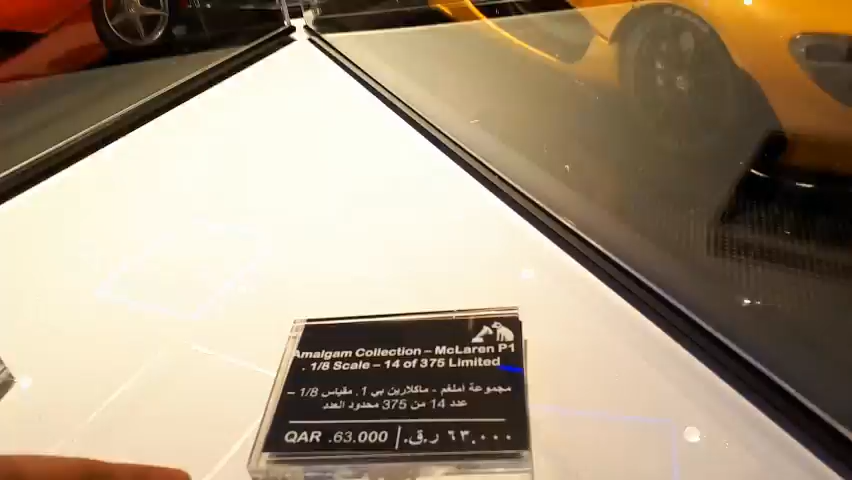 Amalgam Collection – McLaren P1
. 1/8 Scale – 14 of 375 Limited
مجموعة أملغم - ماكلارين بي 1. مقياس 1/8 –
عدد 14 من 375 محدود العدد
QAR .63.000 | ر.ق. ٦٣,٠٠٠